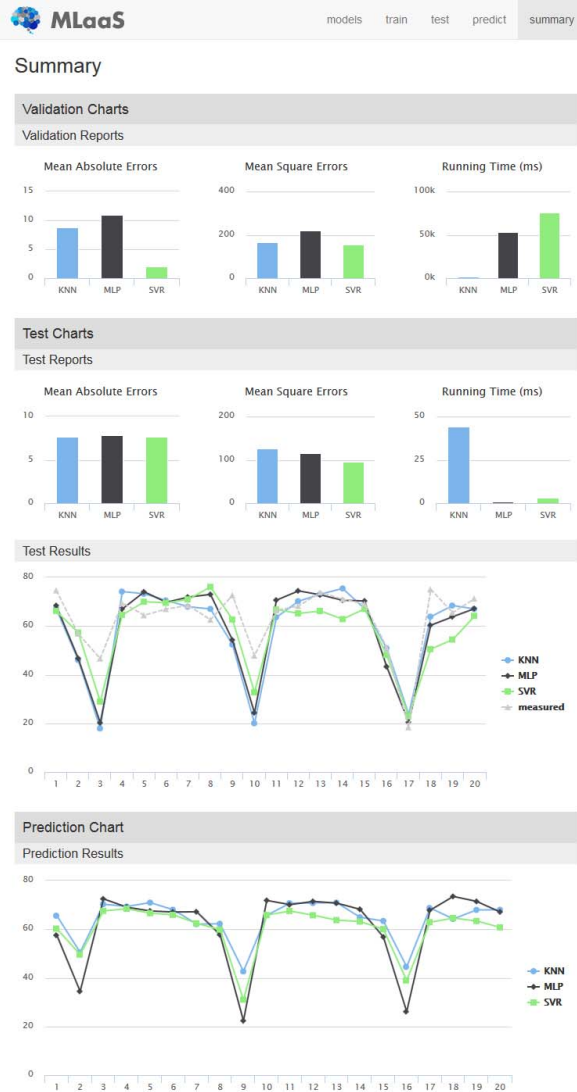 MLaaS models train test predict summary
Summary
Validation Charts
Validation Reports
Mean Absolute Errors Mean Square Errors Running Time (ms)
15 400 100k
10
5 200 50k
0 0 0k
KNN MLP SVR KNN MLP SVR KNN MLP SVR
Test Charts
Test Reports
Mean Absolute Errors Mean Square Errors Running Time (ms)
10 200 50
5 100 25
0 0 0
KNN MLP SVR KNN MLP SVR KNN MLP SVR
Test Results
80
60
40
20
0
1 2 3 4 5 6 7 8 9 10 11 12 13 14 15 16 17 18 19 20
KNN
MLP
SVR
measured
Prediction Chart
Prediction Results
80
60
40
20
0
1 2 3 4 5 6 7 8 9 10 11 12 13 14 15 16 17 18 19 20
KNN
MLP
SVR